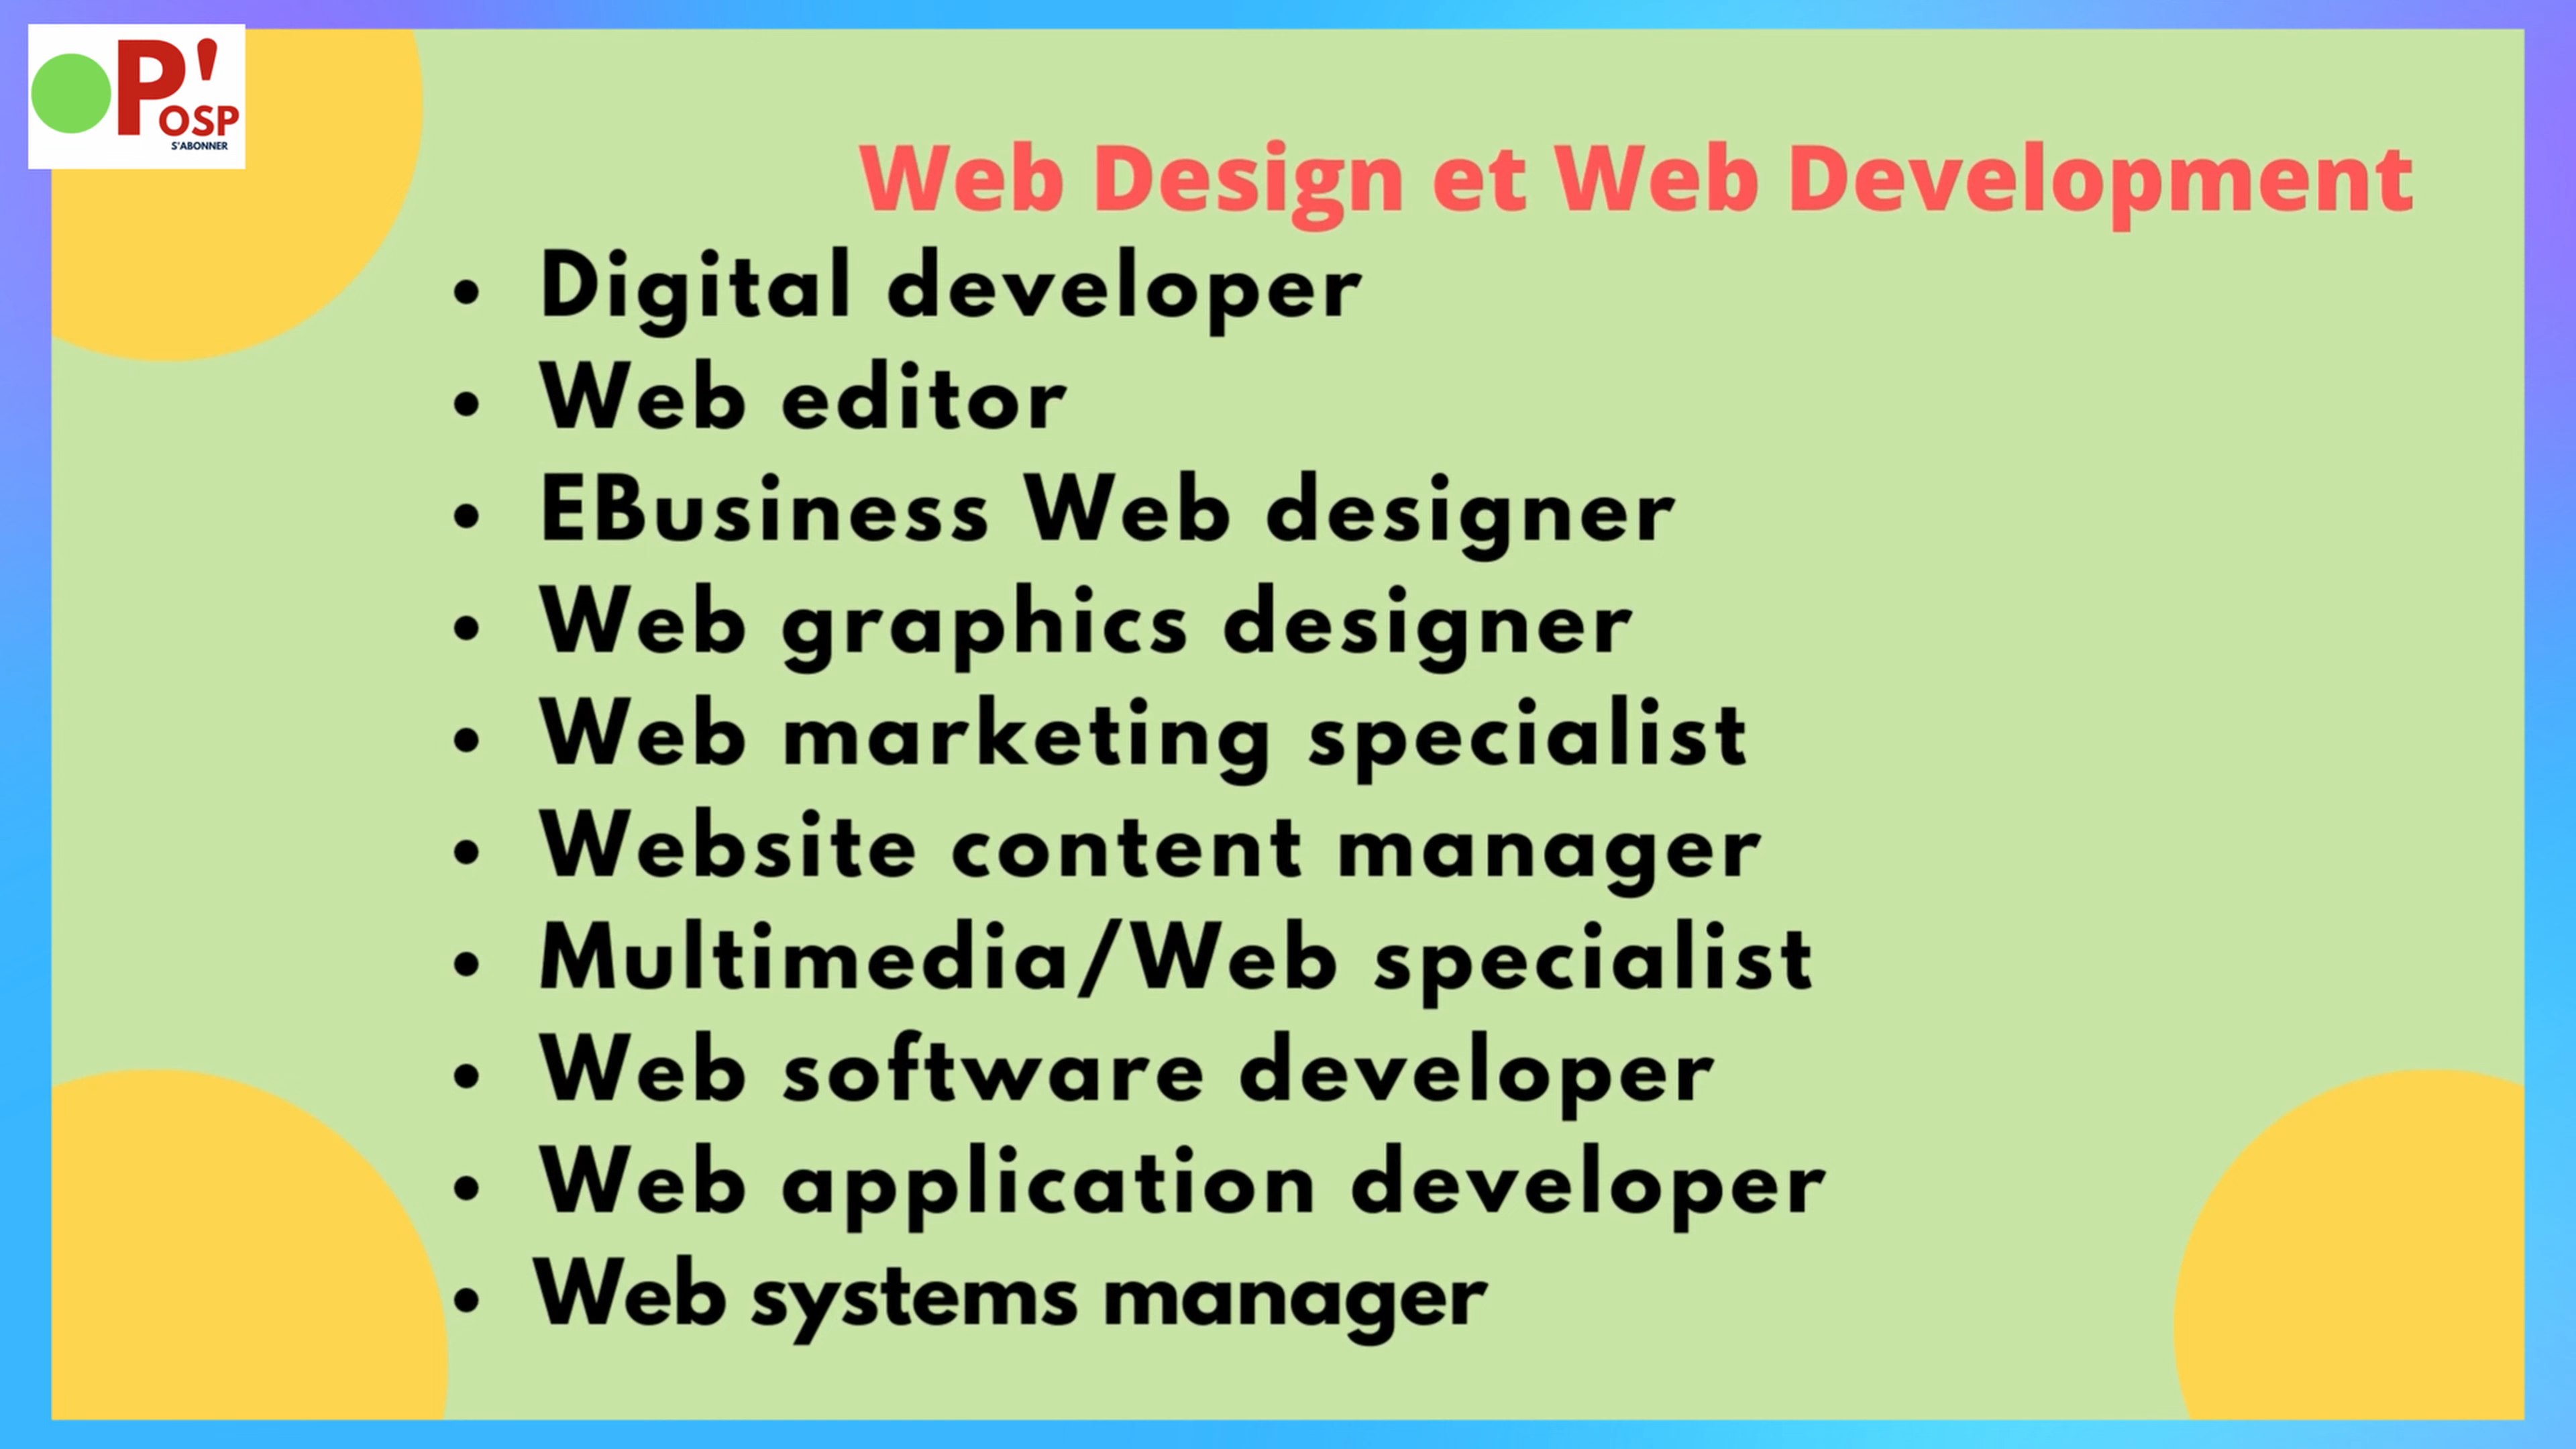 P'OSP
S'ABONNER
Web Design et Web Development
• Digital developer
• Web editor
• EBusiness Web designer
• Web graphics designer
• Web marketing specialist
• Website content manager
• Multimedia/Web specialist
• Web software developer
• Web application developer
• Web systems manager